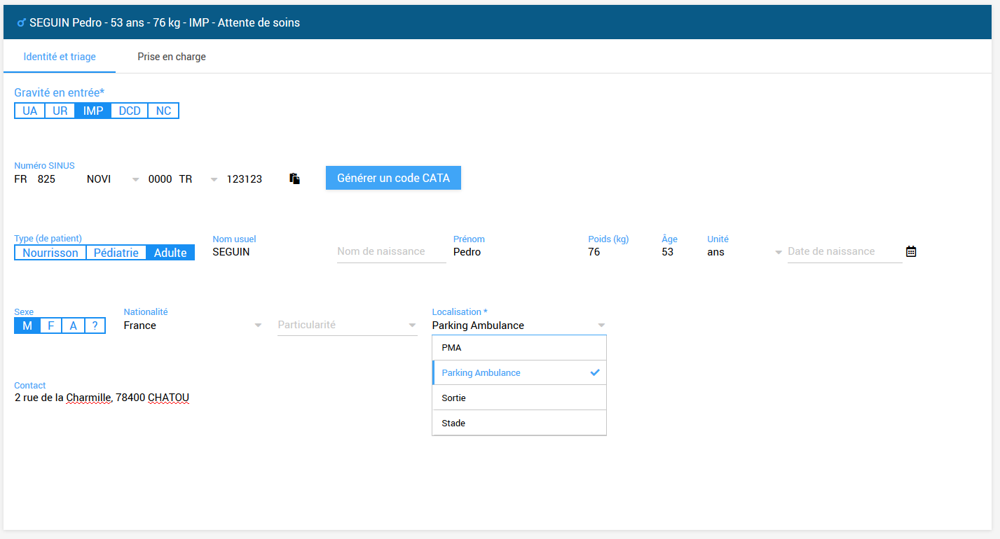 SEGUIN Pedro - 53 ans - 76 kg - IMP - Attente de soins
Identité et triage Prise en charge
Gravité en entrée*
UA UR IMP DCD NC
Numéro SINUS
FR 825 NOVI 0000 TR 123123 Générer un code CATA
Type (de patient) Nom usuel Prénom Poids (kg) Âge Unité
Nourrisson Pédiatrie Adulte SEGUIN Nom de naissance Pedro 76 53 ans Date de naissance
Sexe Nationalité Localisation *
M F A ? France Particularité Parking Ambulance
PMA
Parking Ambulance
Sortie
Stade
Contact
2 rue de la Charmille, 78400 CHATOU